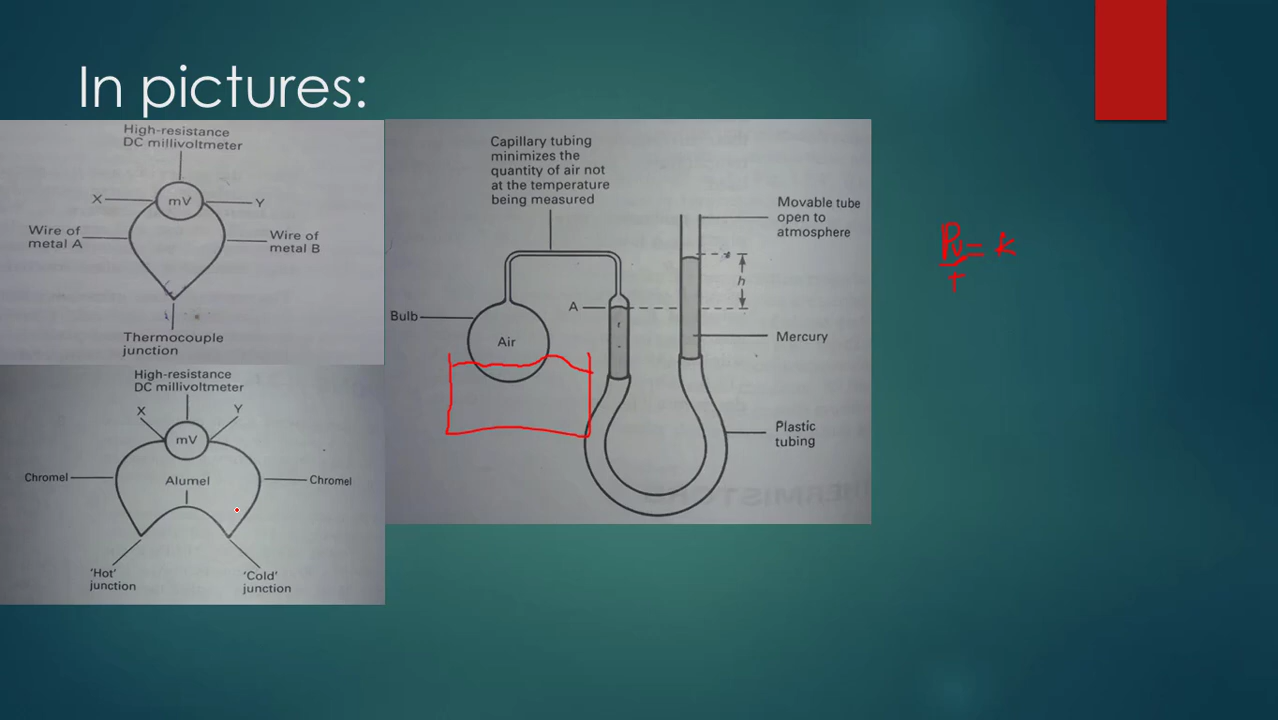 In pictures:
High-resistance
DC millivoltmeter
X
mV
Y
Wire of
metal A
Wire of
metal B
Thermocouple
junction
High-resistance
DC millivoltmeter
X
Y
mV
Chromel
Alumel
Chromel
'Hot'
junction
'Cold'
junction
Capillary tubing
minimizes the
quantity of air not
at the temperature
being measured
Movable tube
open to
atmosphere
h
A
Bulb
Air
Mercury
Plastic
tubing
PV = k
T